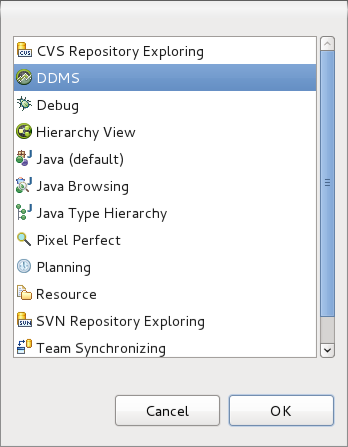 CVS Repository Exploring
DDMS
Debug
Hierarchy View
Java (default)
Java Browsing
Java Type Hierarchy
Pixel Perfect
Planning
Resource
SVN Repository Exploring
Team Synchronizing
Cancel OK